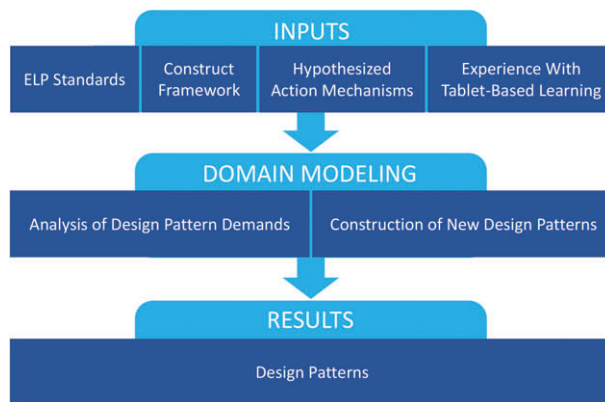 INPUTS
ELP Standards
Construct
Framework
Hypothesized
Action Mechanisms
Experience With
Tablet-Based Learning
DOMAIN MODELING
Analysis of Design Pattern Demands
Construction of New Design Patterns
RESULTS
Design Patterns